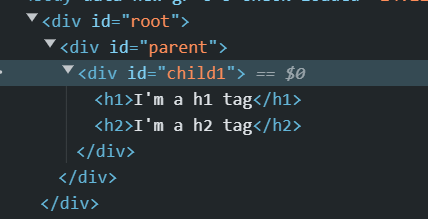 <div id="root">
<div id="parent">
<div id="child1"> == $0
<h1>I'm a h1 tag</h1>
<h2>I'm a h2 tag</h2>
</div>
</div>
</div>